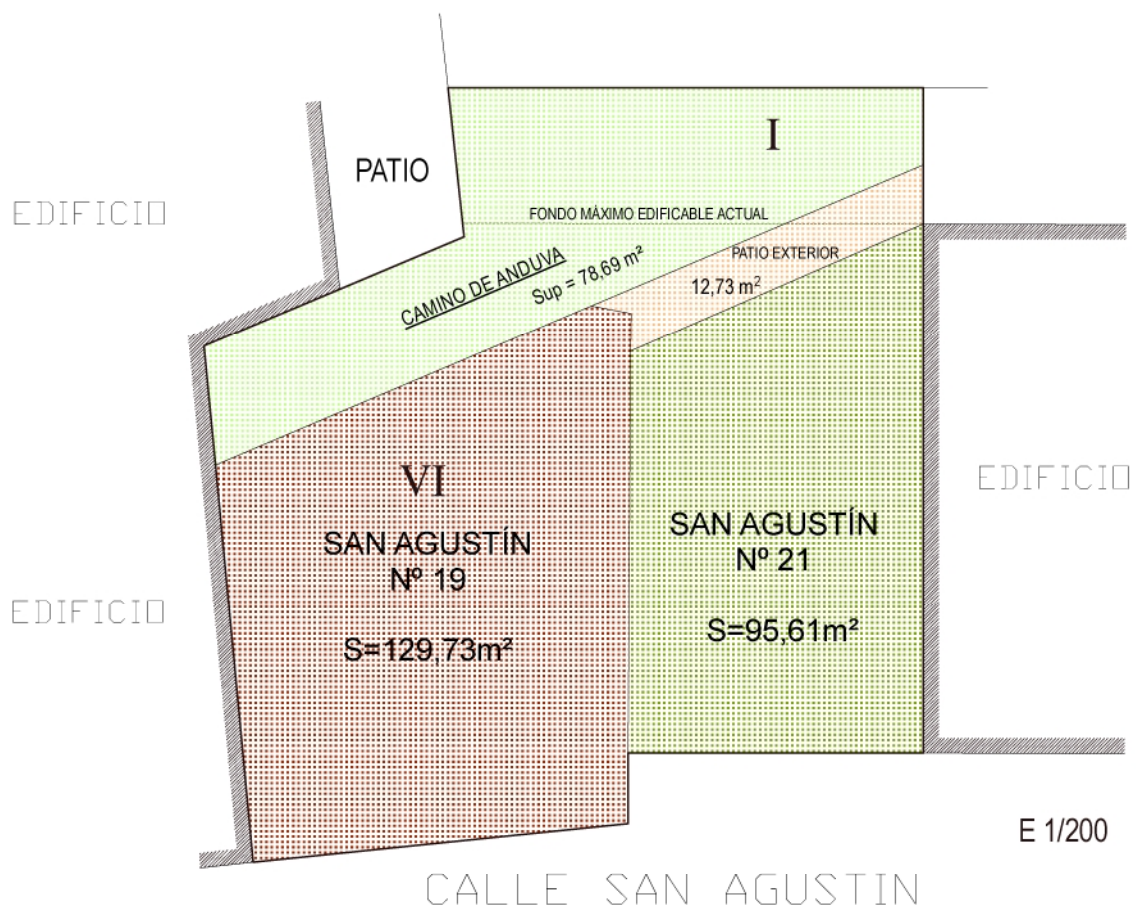 I
PATIO
EDIFICIO
FONDO MÁXIMO EDIFICABLE ACTUAL
PATIO EXTERIOR
CAMINO DE ANDUVA
Sup = 78,69 m²
12,73 m²
VI
EDIFICIO
SAN AGUSTÍN
Nº 19
SAN AGUSTÍN
Nº 21
EDIFICIO
S=129,73m²
S=95,61m²
E 1/200
CALLE SAN AGUSTIN